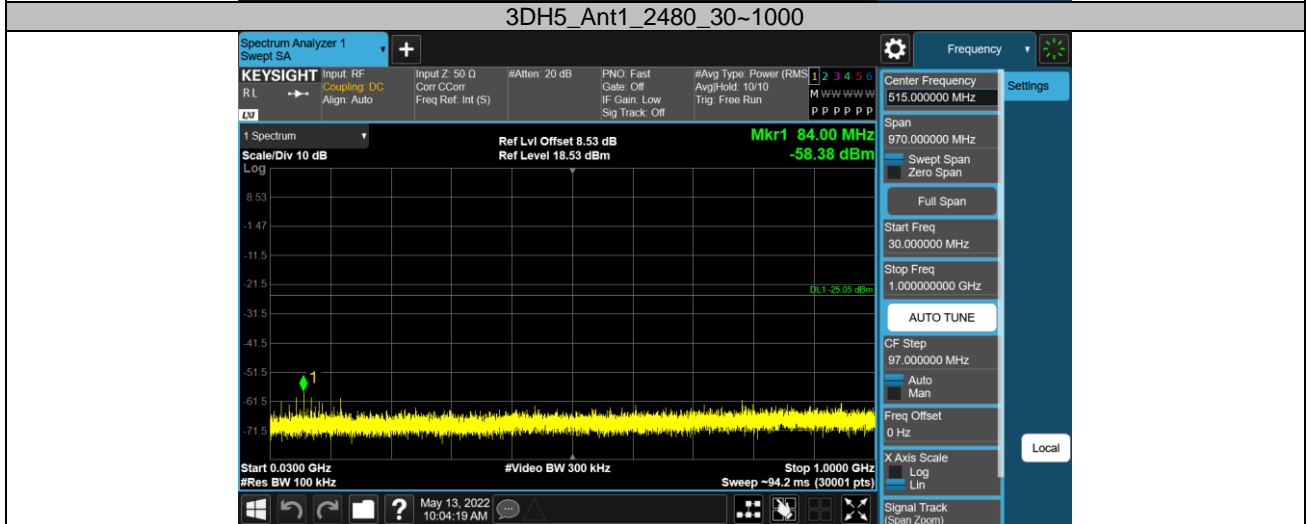 3DH5_Ant1_2480_30~1000
Spectrum Analyzer 1
Swept SA
Frequency
KEYSIGHT
RL
LXI
Input: RF
Coupling: DC
Align: Auto
Input Z: 50 Ω
Corr CCorr
Freq Ref: Int (S)
#Atten: 20 dB
PNO: Fast
Gate: Off
IF Gain: Low
Sig Track: Off
#Avg Type: Power (RMS
Avg|Hold: 10/10
Trig: Free Run
1 2 3 4 5 6
M W W W W W
P P P P P P
1 Spectrum
Scale/Div 10 dB
Log
Ref Lvl Offset 8.53 dB
Ref Level 18.53 dBm
Mkr1 84.00 MHz
-58.38 dBm
8.53
-1.47
-11.5
-21.5
DL1 -25.05 dBm
-31.5
-41.5
-51.5
1
-61.5
-71.5
Start 0.0300 GHz
#Res BW 100 kHz
#Video BW 300 kHz
Stop 1.0000 GHz
Sweep ~94.2 ms (30001 pts)
?
May 13, 2022
10:04:19 AM
Center Frequency
515.000000 MHz
Settings
Span
970.000000 MHz
Swept Span
Zero Span
Full Span
Start Freq
30.000000 MHz
Stop Freq
1.000000000 GHz
AUTO TUNE
CF Step
97.000000 MHz
Auto
Man
Freq Offset
0 Hz
Local
X Axis Scale
Log
Lin
Signal Track
(Span Zoom)